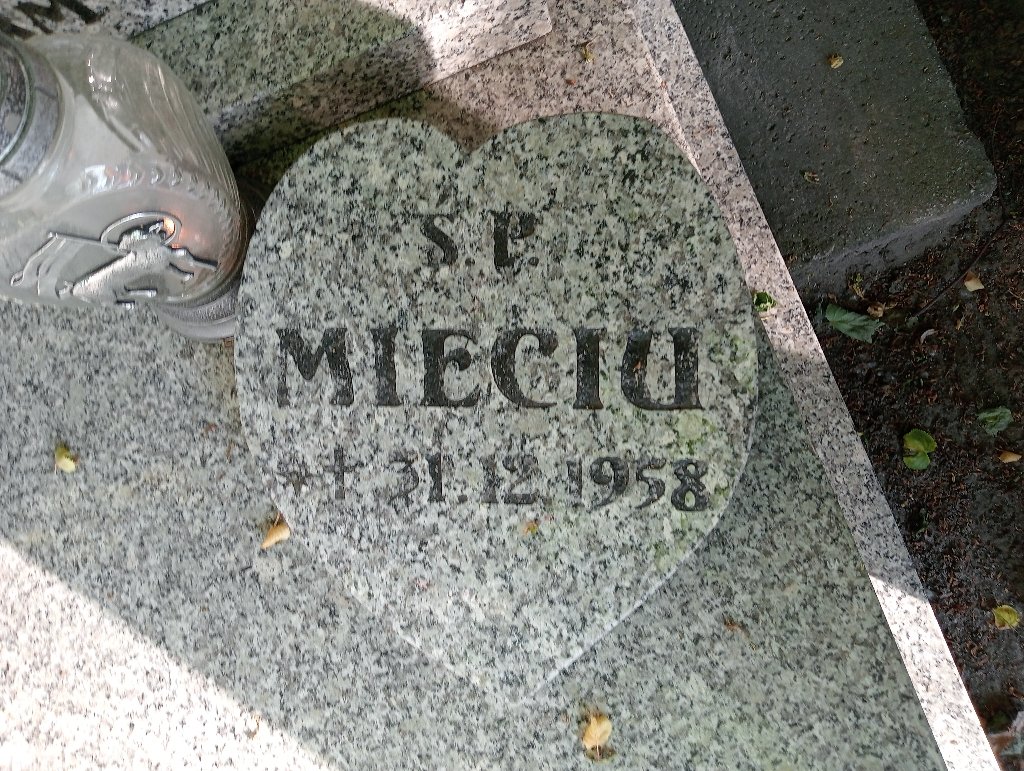 S.P.
MIECIU
* † 31.12.1958